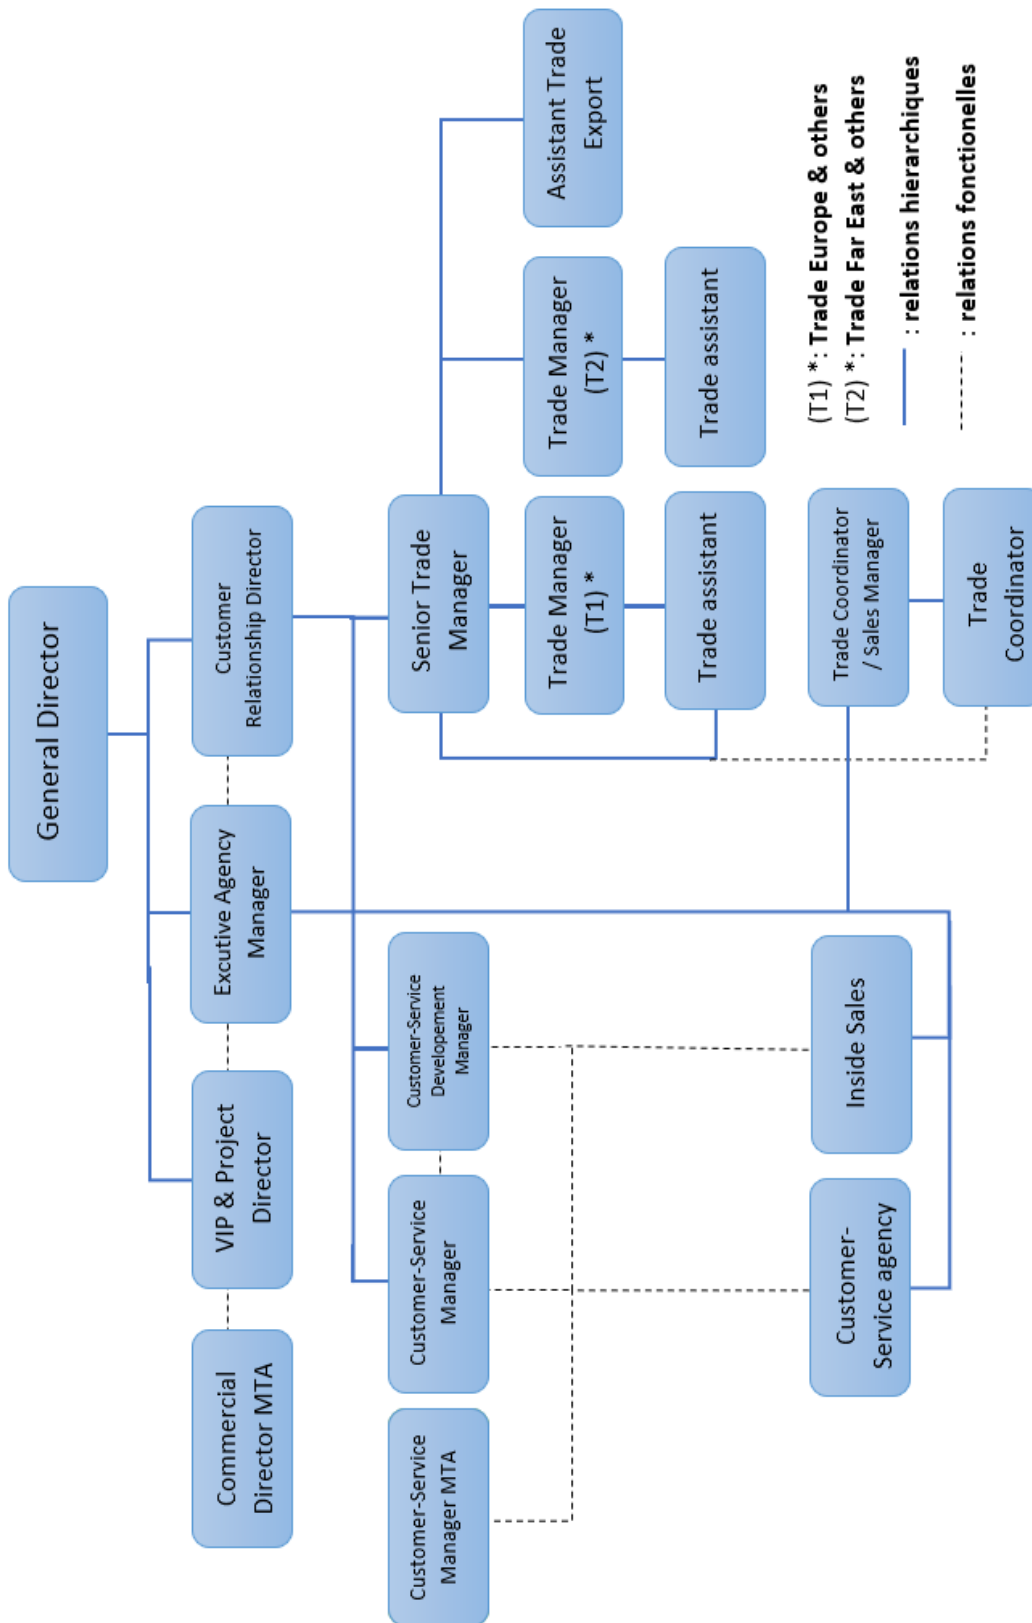 General Director
Commercial
Director MTA
VIP & Project
Director
Excutive Agency
Manager
Customer
Relationship Director
Customer-Service
Manager MTA
Customer-Service
Manager
Customer-Service
Developement
Manager
Senior Trade
Manager
Trade Manager
(T1) *
Trade Manager
(T2) *
Assistant Trade
Export
Trade assistant
Trade assistant
Customer-
Service agency
Inside Sales
Trade Coordinator
/ Sales Manager
Trade
Coordinator
(T1) *: Trade Europe & others
(T2) *: Trade Far East & others
: relations hierarchiques
: relations fonctionelles